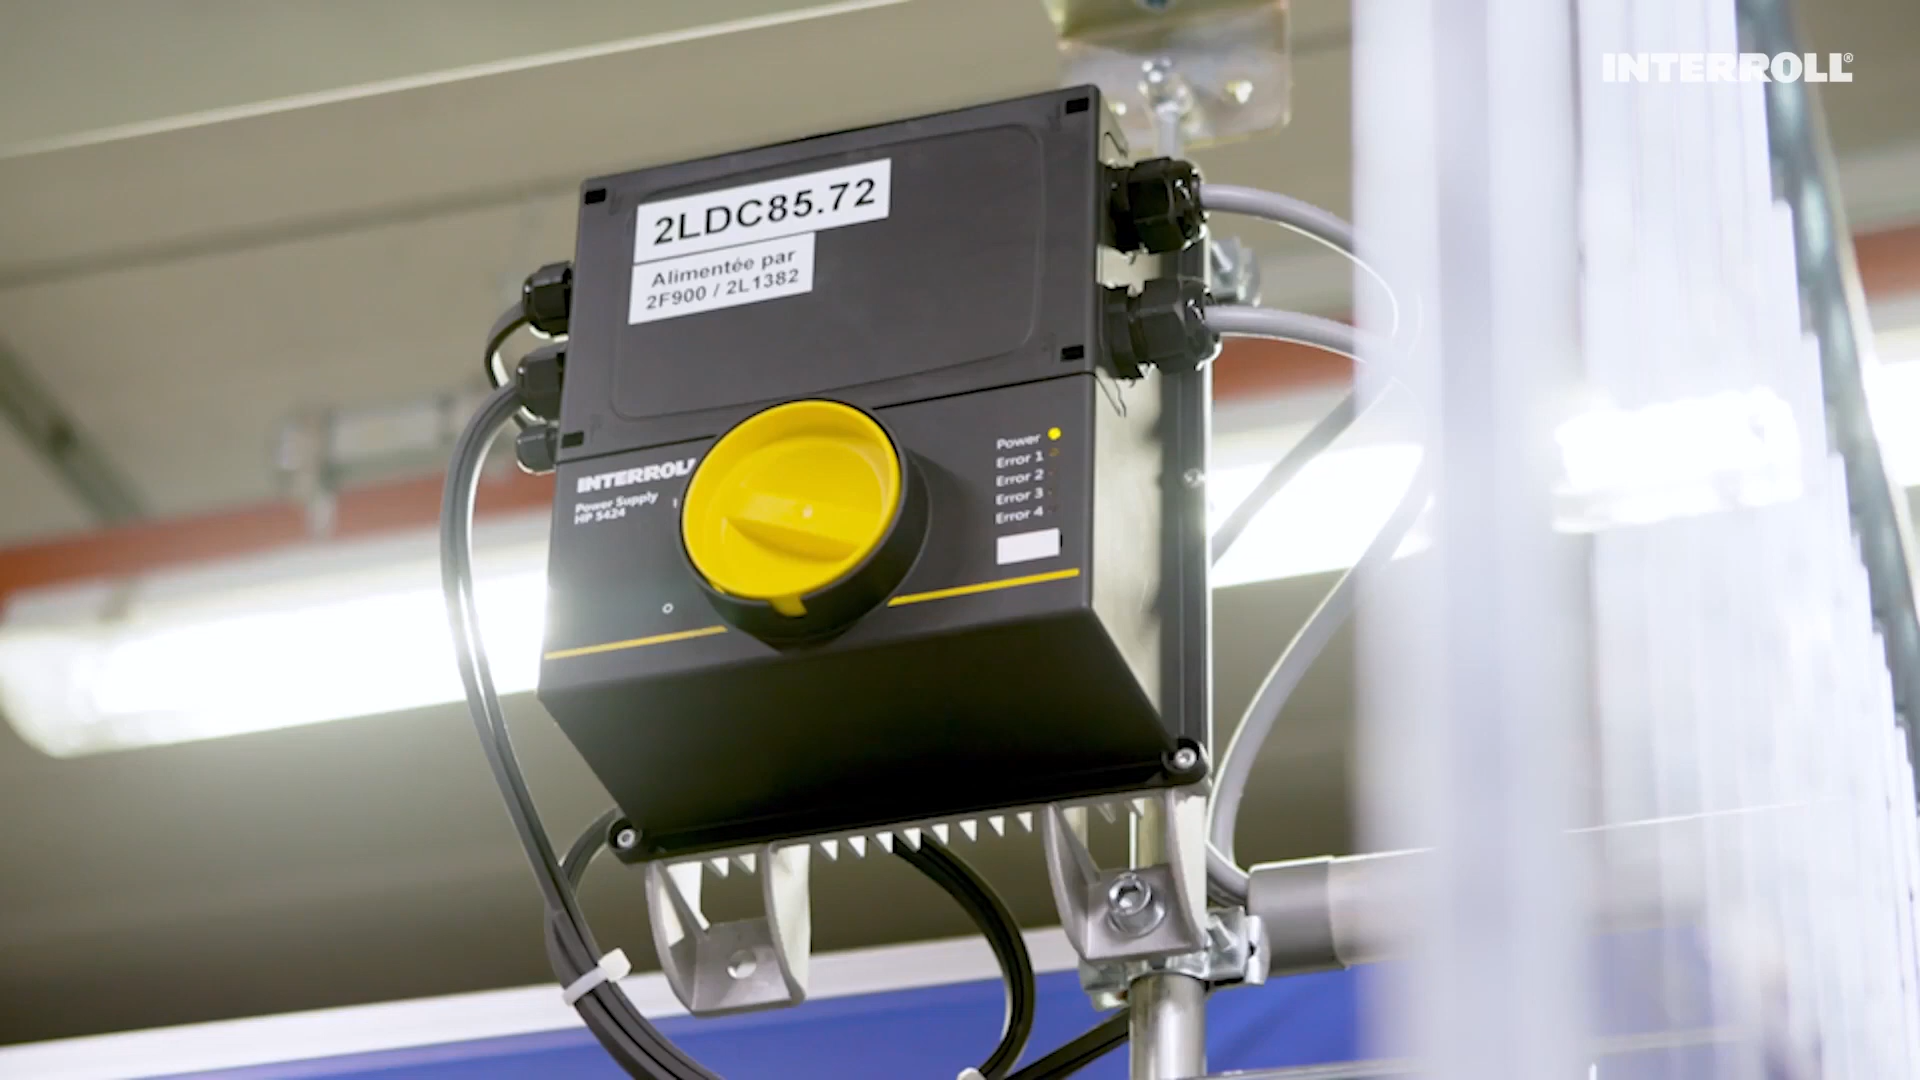 INTERROLL®
2LDC85.72
Alimentée par
2F900 / 2L1382
INTERROLL
Power Supply
HP 5424
Power
Error 1
Error 2
Error 3
Error 4